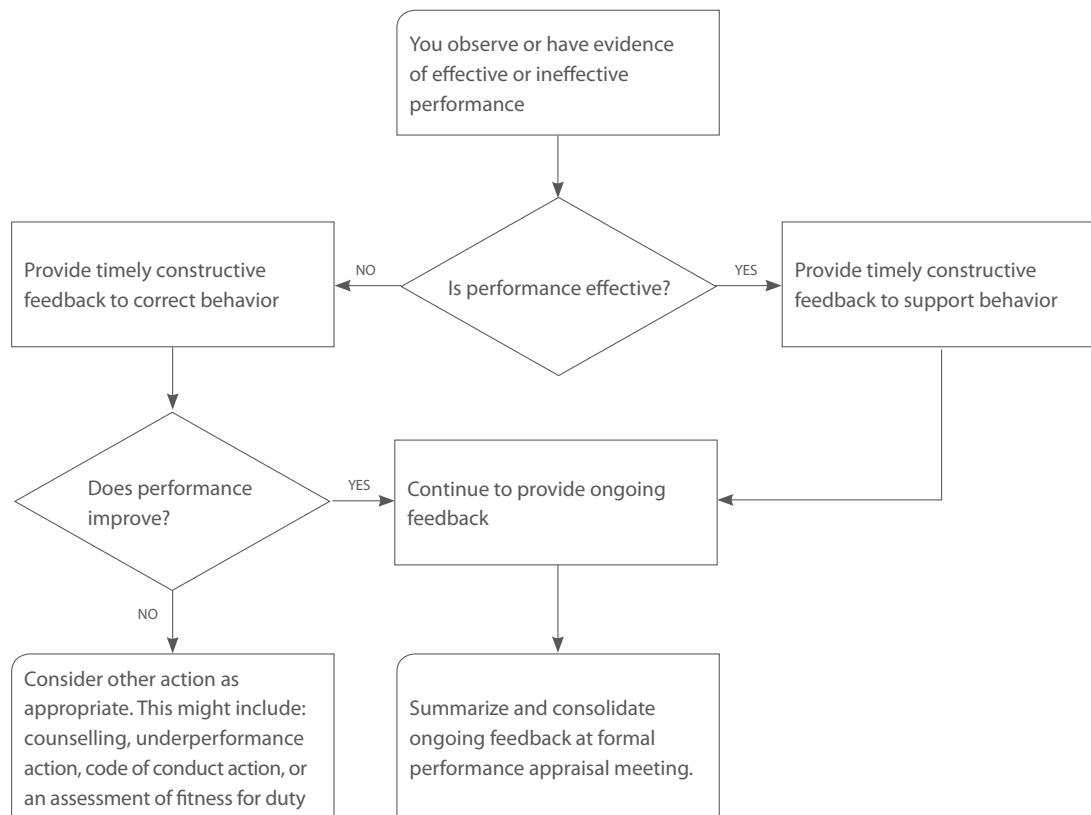 You observe or have evidence
of effective or ineffective
performance
Provide timely constructive
feedback to correct behavior
NO
Is performance effective?
YES
Provide timely constructive
feedback to support behavior
Does performance
improve?
YES
Continue to provide ongoing
feedback
NO
Consider other action as
appropriate. This might include:
counselling, underperformance
action, code of conduct action, or
an assessment of fitness for duty
Summarize and consolidate
ongoing feedback at formal
performance appraisal meeting.